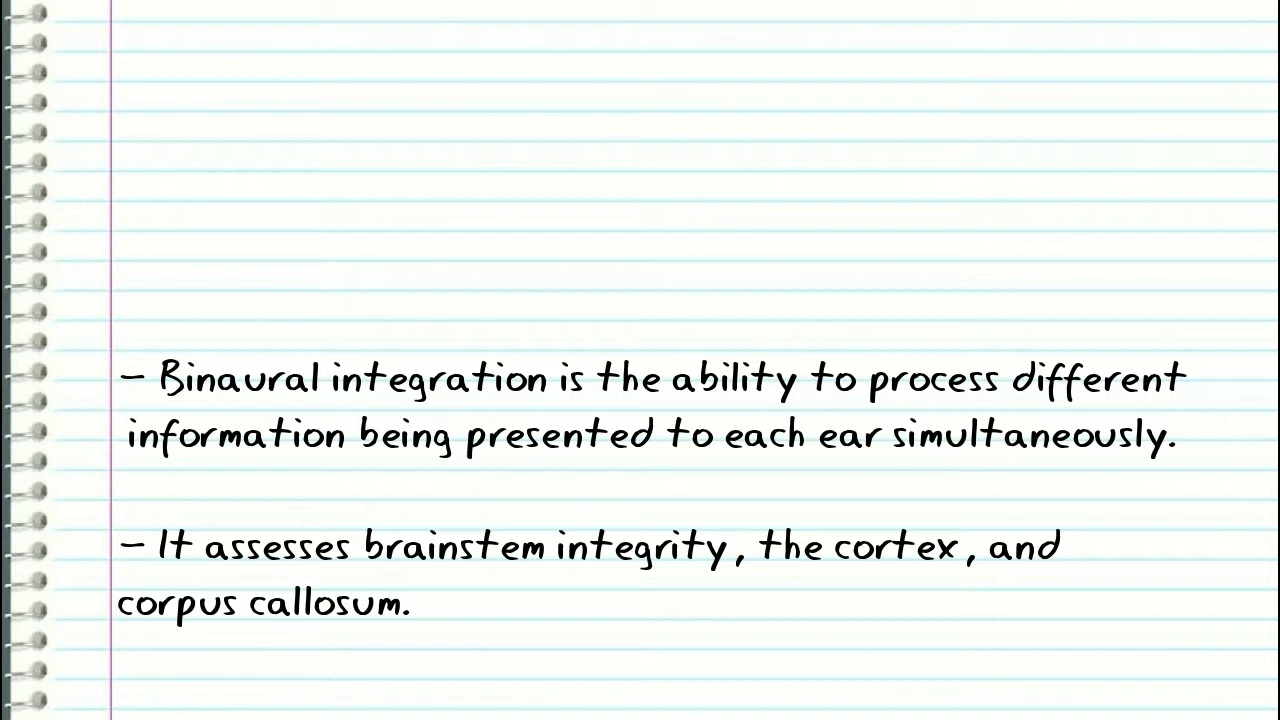 - Binaural integration is the ability to process different
information being presented to each ear simultaneously.
- It assesses brainstem integrity, the cortex, and
corpus callosum.